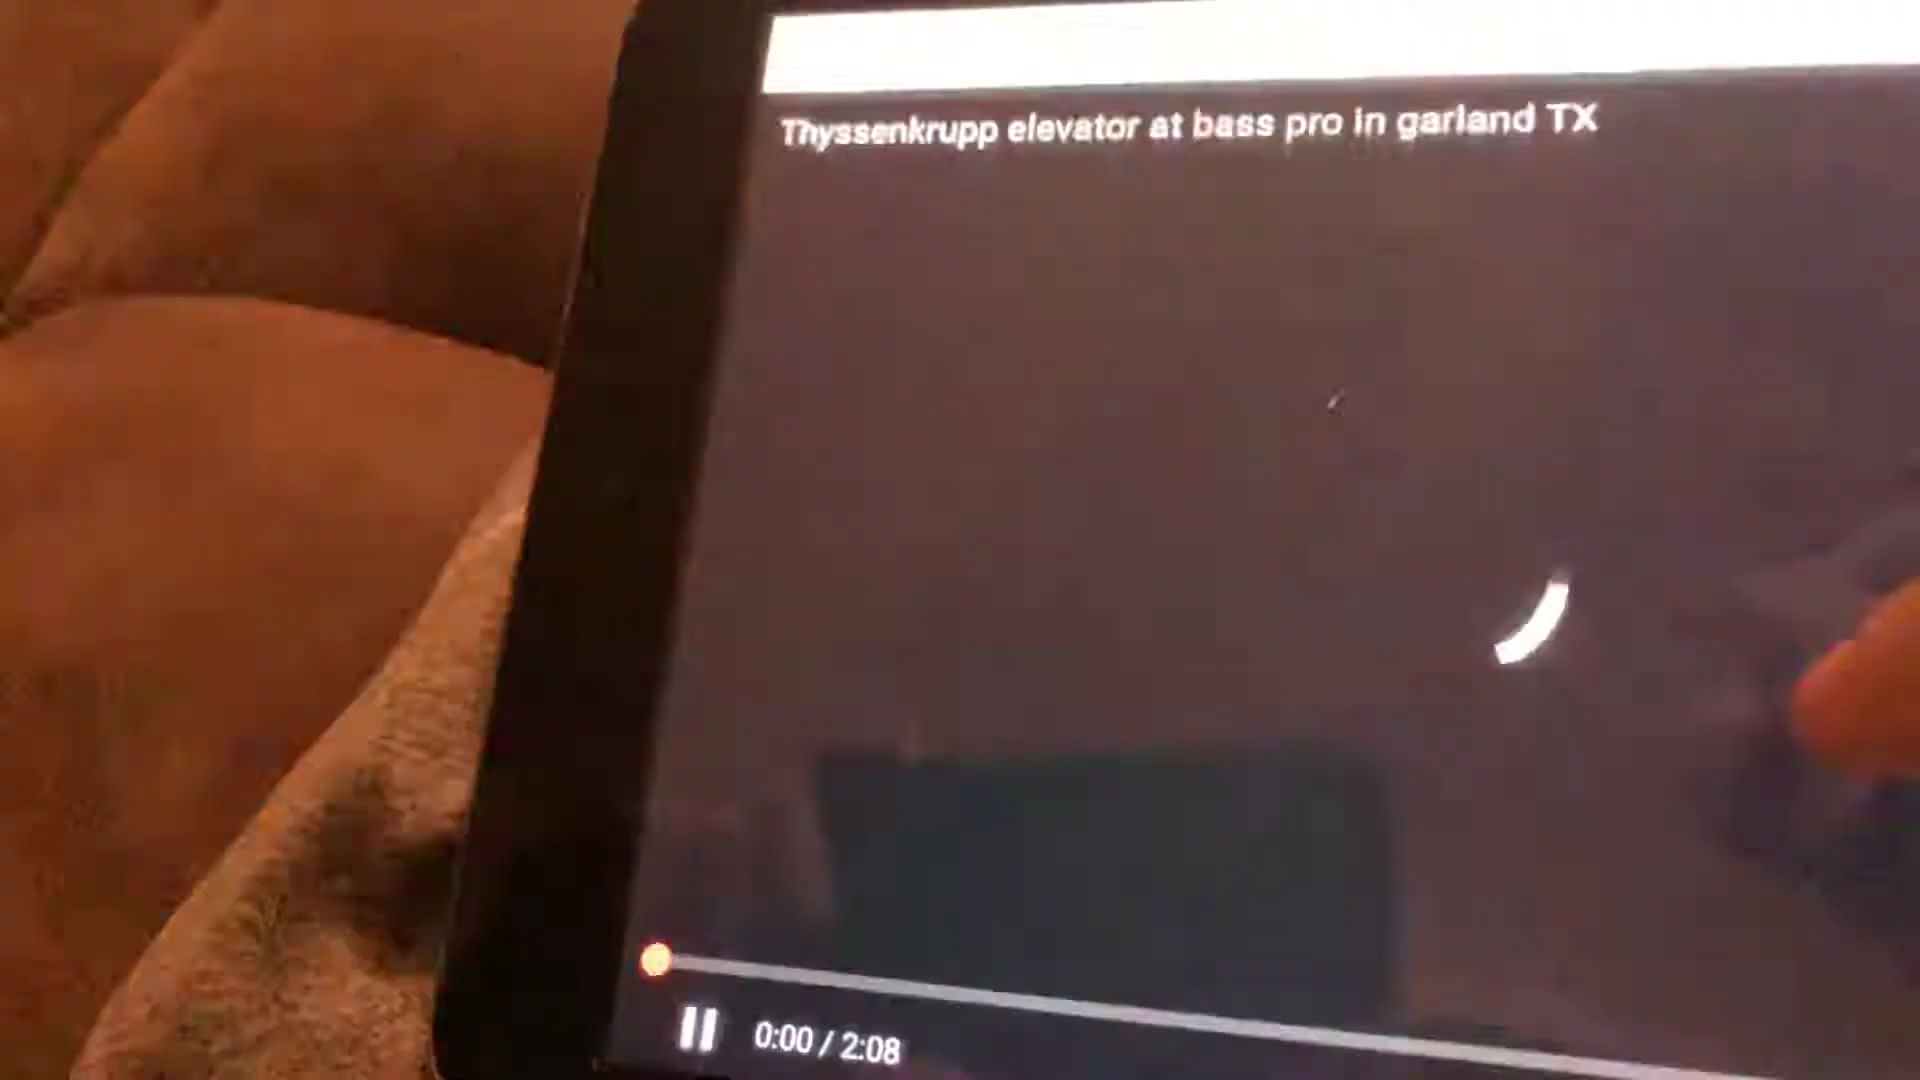 Thyssenkrupp elevator at bass pro in garland TX
0:00 / 2:08